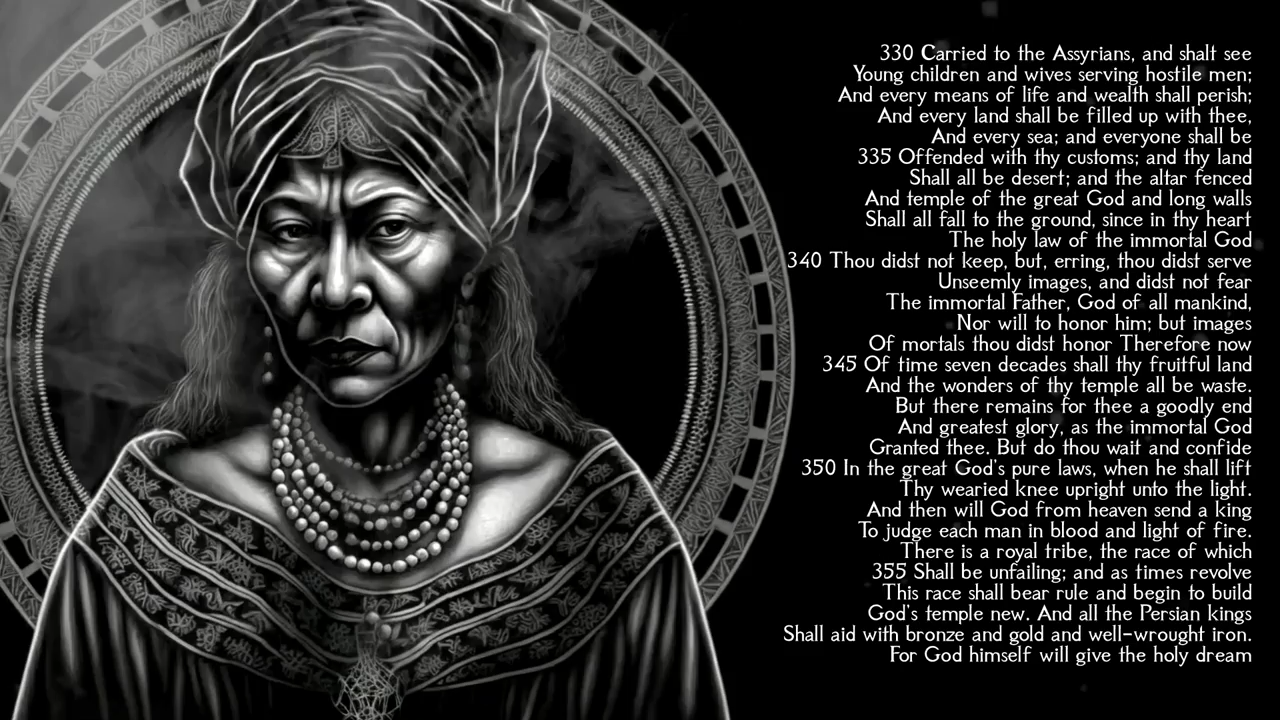 330 Carried to the Assyrians, and shalt see
Young children and wives serving hostile men;
And every means of life and wealth shall perish;
And every land shall be filled up with thee,
And every sea; and everyone shall be
335 Offended with thy customs; and thy land
Shall all be desert; and the altar fenced
And temple of the great God and long walls
Shall all fall to the ground, since in thy heart
The holy law of the immortal God
340 Thou didst not keep, but, erring, thou didst serve
Unseemly images, and didst not fear
The immortal Father, God of all mankind,
Nor will to honor him; but images
Of mortals thou didst honor Therefore now
345 Of time seven decades shall thy fruitful land
And the wonders of thy temple all be waste.
But there remains for thee a goodly end
And greatest glory, as the immortal God
Granted thee. But do thou wait and confide
350 In the great God's pure laws, when he shall lift
Thy wearied knee upright unto the light.
And then will God from heaven send a king
To judge each man in blood and light of fire.
There is a royal tribe, the race of which
355 Shall be unfailing; and as times revolve
This race shall bear rule and begin to build
God's temple new. And all the Persian kings
Shall aid with bronze and gold and well-wrought iron.
For God himself will give the holy dream